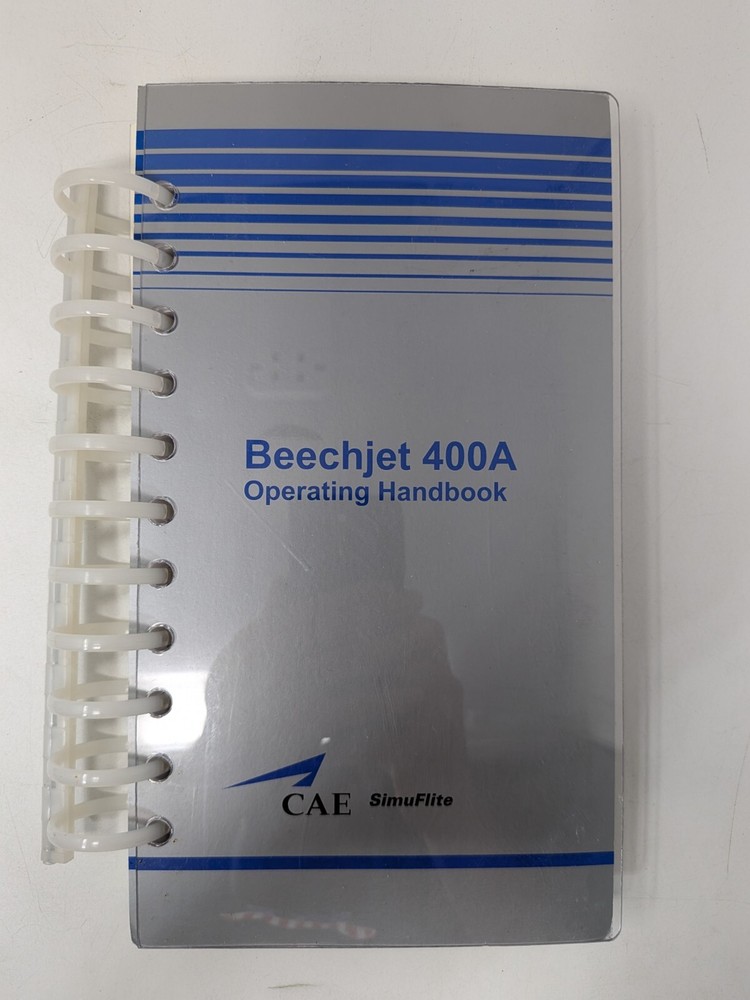 Beechjet 400A
Operating Handbook
CAE SimuFlite